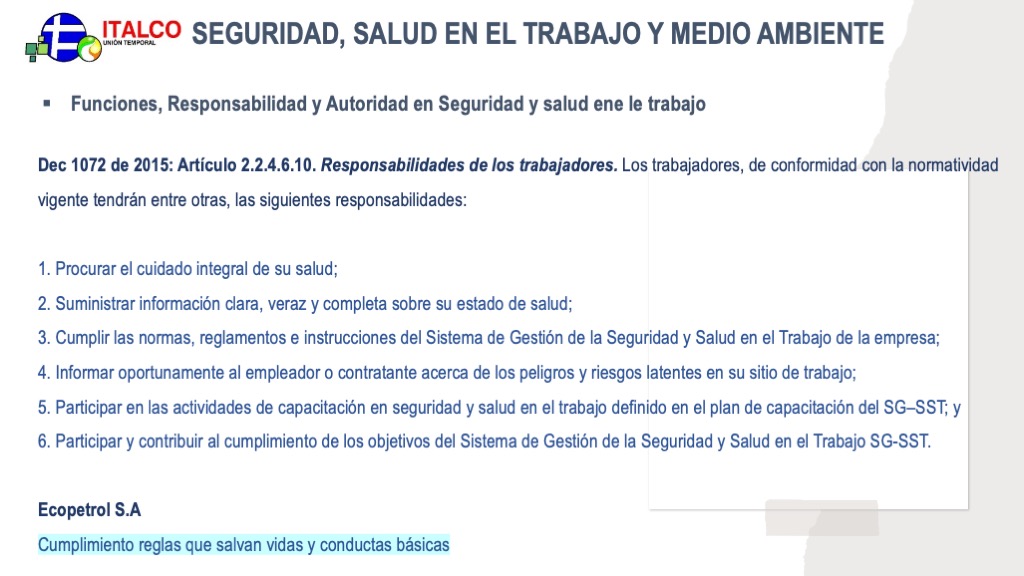 ITALCO
UNIÓN TEMPORAL
SEGURIDAD, SALUD EN EL TRABAJO Y MEDIO AMBIENTE
▪ Funciones, Responsabilidad y Autoridad en Seguridad y salud ene le trabajo
Dec 1072 de 2015: Artículo 2.2.4.6.10. Responsabilidades de los trabajadores. Los trabajadores, de conformidad con la normatividad
vigente tendrán entre otras, las siguientes responsabilidades:
1. Procurar el cuidado integral de su salud;
2. Suministrar información clara, veraz y completa sobre su estado de salud;
3. Cumplir las normas, reglamentos e instrucciones del Sistema de Gestión de la Seguridad y Salud en el Trabajo de la empresa;
4. Informar oportunamente al empleador o contratante acerca de los peligros y riesgos latentes en su sitio de trabajo;
5. Participar en las actividades de capacitación en seguridad y salud en el trabajo definido en el plan de capacitación del SG–SST; y
6. Participar y contribuir al cumplimiento de los objetivos del Sistema de Gestión de la Seguridad y Salud en el Trabajo SG-SST.
Ecopetrol S.A
Cumplimiento reglas que salvan vidas y conductas básicas